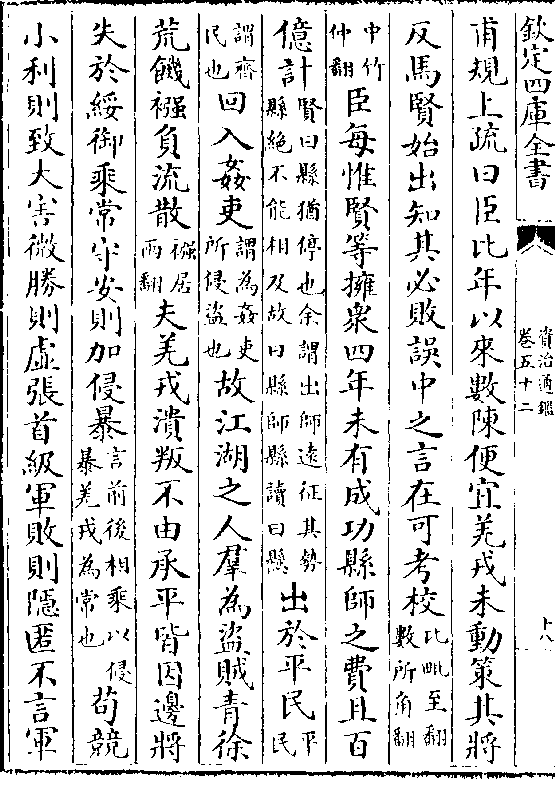 欽定四庫全書
資治通鑑
卷五十二
十八
甫規上疏曰臣比年以來數陳便宜羌戎未動策其將
反馬賢始出知其必敗誤中之言在可考校比毗至翻數所角翻
中竹仲翻臣每惟賢等擁衆四年未有成功縣師之費且百
億計賢曰縣猶停也余謂出師遠征其勢縣絶不能相及故曰縣師縣讀曰懸出於平民平民
謂齊民也回入姦吏謂為姦吏所侵盜也故江湖之人羣為盜賊青徐
荒饑襁負流散襁居兩翻夫羌戎潰叛不由承平皆因邊將
失於綏御乘常守安則加侵暴言前後相乘以侵暴羌戎為常也苟競
小利則致大害微勝則虛張首級軍敗則隱匿不言軍